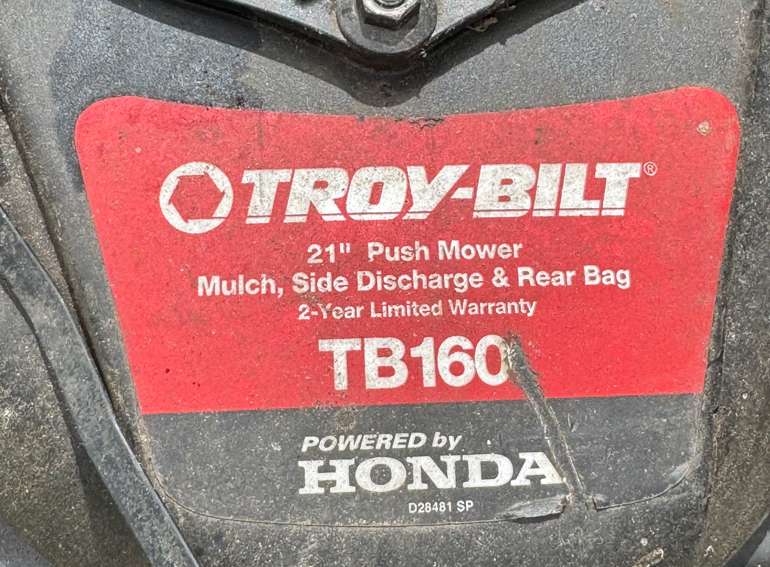 TROY-BILT®
21" Push Mower
Mulch, Side Discharge & Rear Bag
2-Year Limited Warranty
TB160
POWERED by
HONDA
D28481 SP